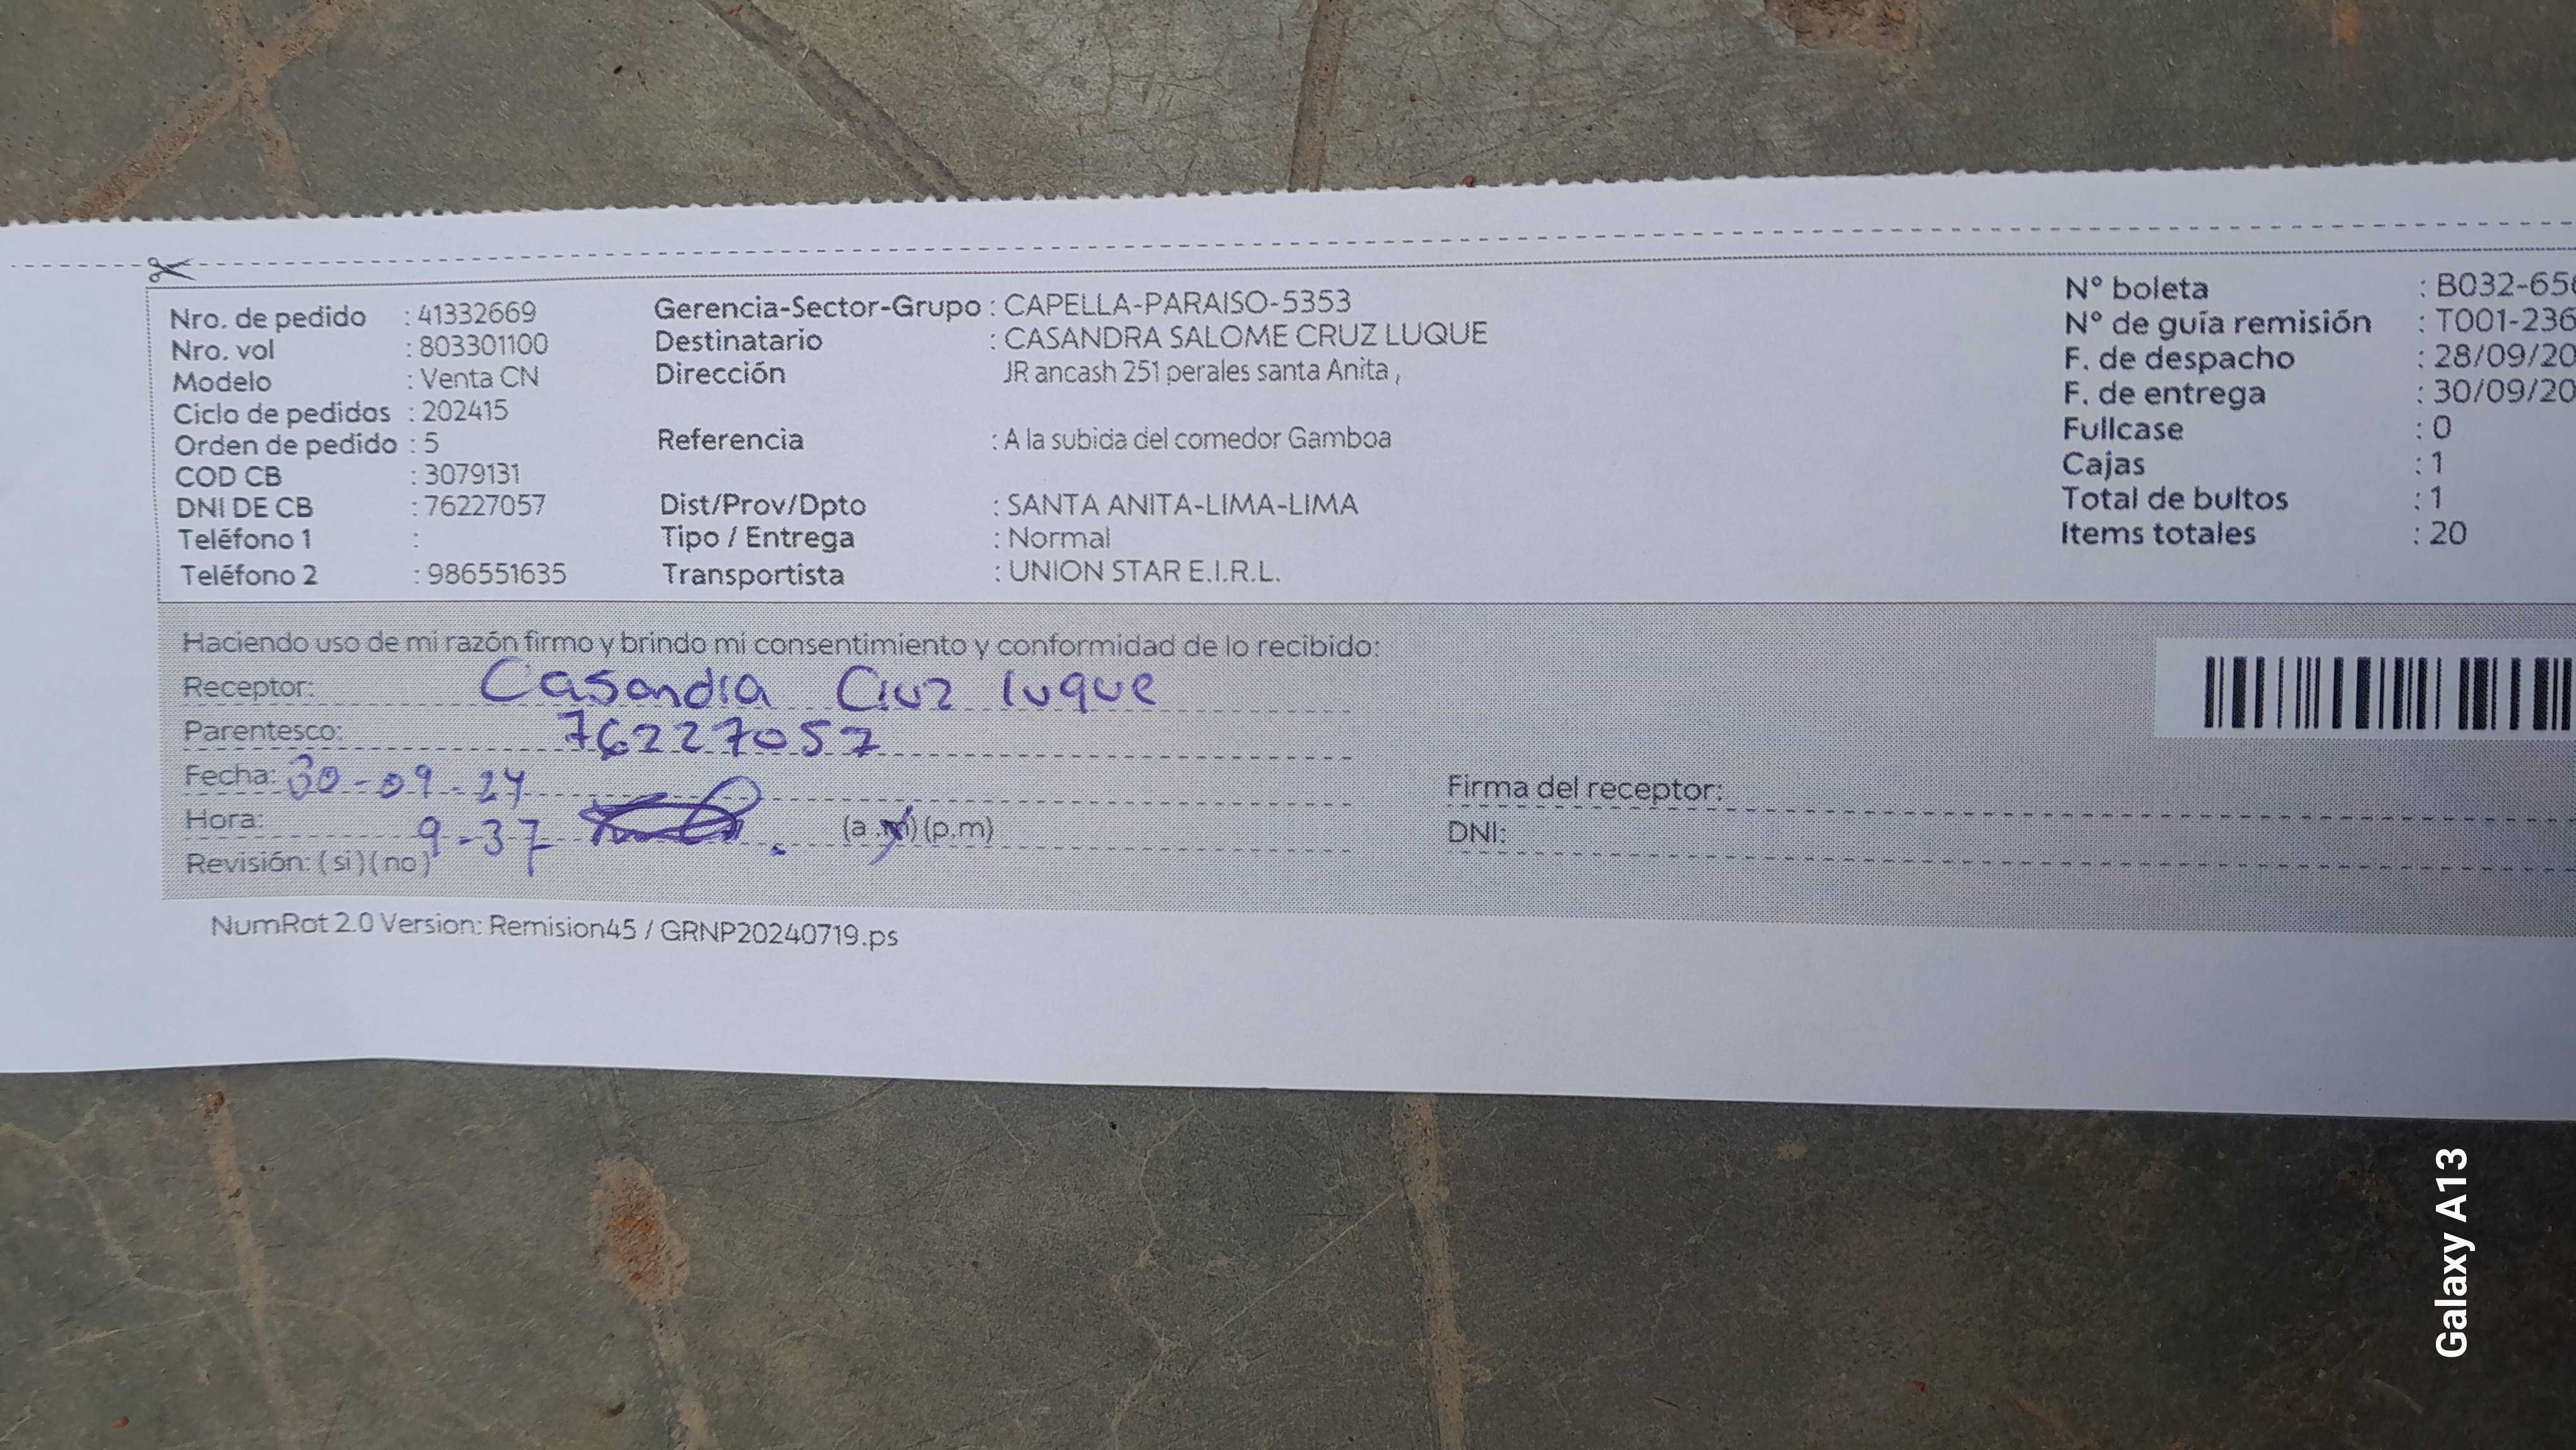 Nro. de pedido : 41332669
Nro. vol : 803301100
Modelo : Venta CN
Ciclo de pedidos : 202415
Orden de pedido : 5
COD CB : 3079131
DNI DE CB : 76227057
Teléfono 1 :
Teléfono 2 : 986551635
Gerencia-Sector-Grupo : CAPELLA-PARAISO-5353
Destinatario : CASANDRA SALOME CRUZ LUQUE
Dirección JR ancash 251 perales santa Anita ,
Referencia : A la subida del comedor Gamboa
Dist/Prov/Dpto : SANTA ANITA-LIMA-LIMA
Tipo / Entrega : Normal
Transportista : UNION STAR E.I.R.L.
N° boleta : B032-65
N° de guía remisión : T001-236
F. de despacho : 28/09/20
F. de entrega : 30/09/20
Fullcase : 0
Cajas : 1
Total de bultos : 1
Items totales : 20
Haciendo uso de mi razón firmo y brindo mi consentimiento y conformidad de lo recibido:
Receptor: Casandra Cruz luque
Parentesco: 76227057
Fecha: 30-09-24
Hora: 9-37 (a.m) (p.m)
Revisión: (si) (no)
Firma del receptor:
DNI:
NumRot 2.0 Version: Remision45 / GRNP20240719.ps
Galaxy A13